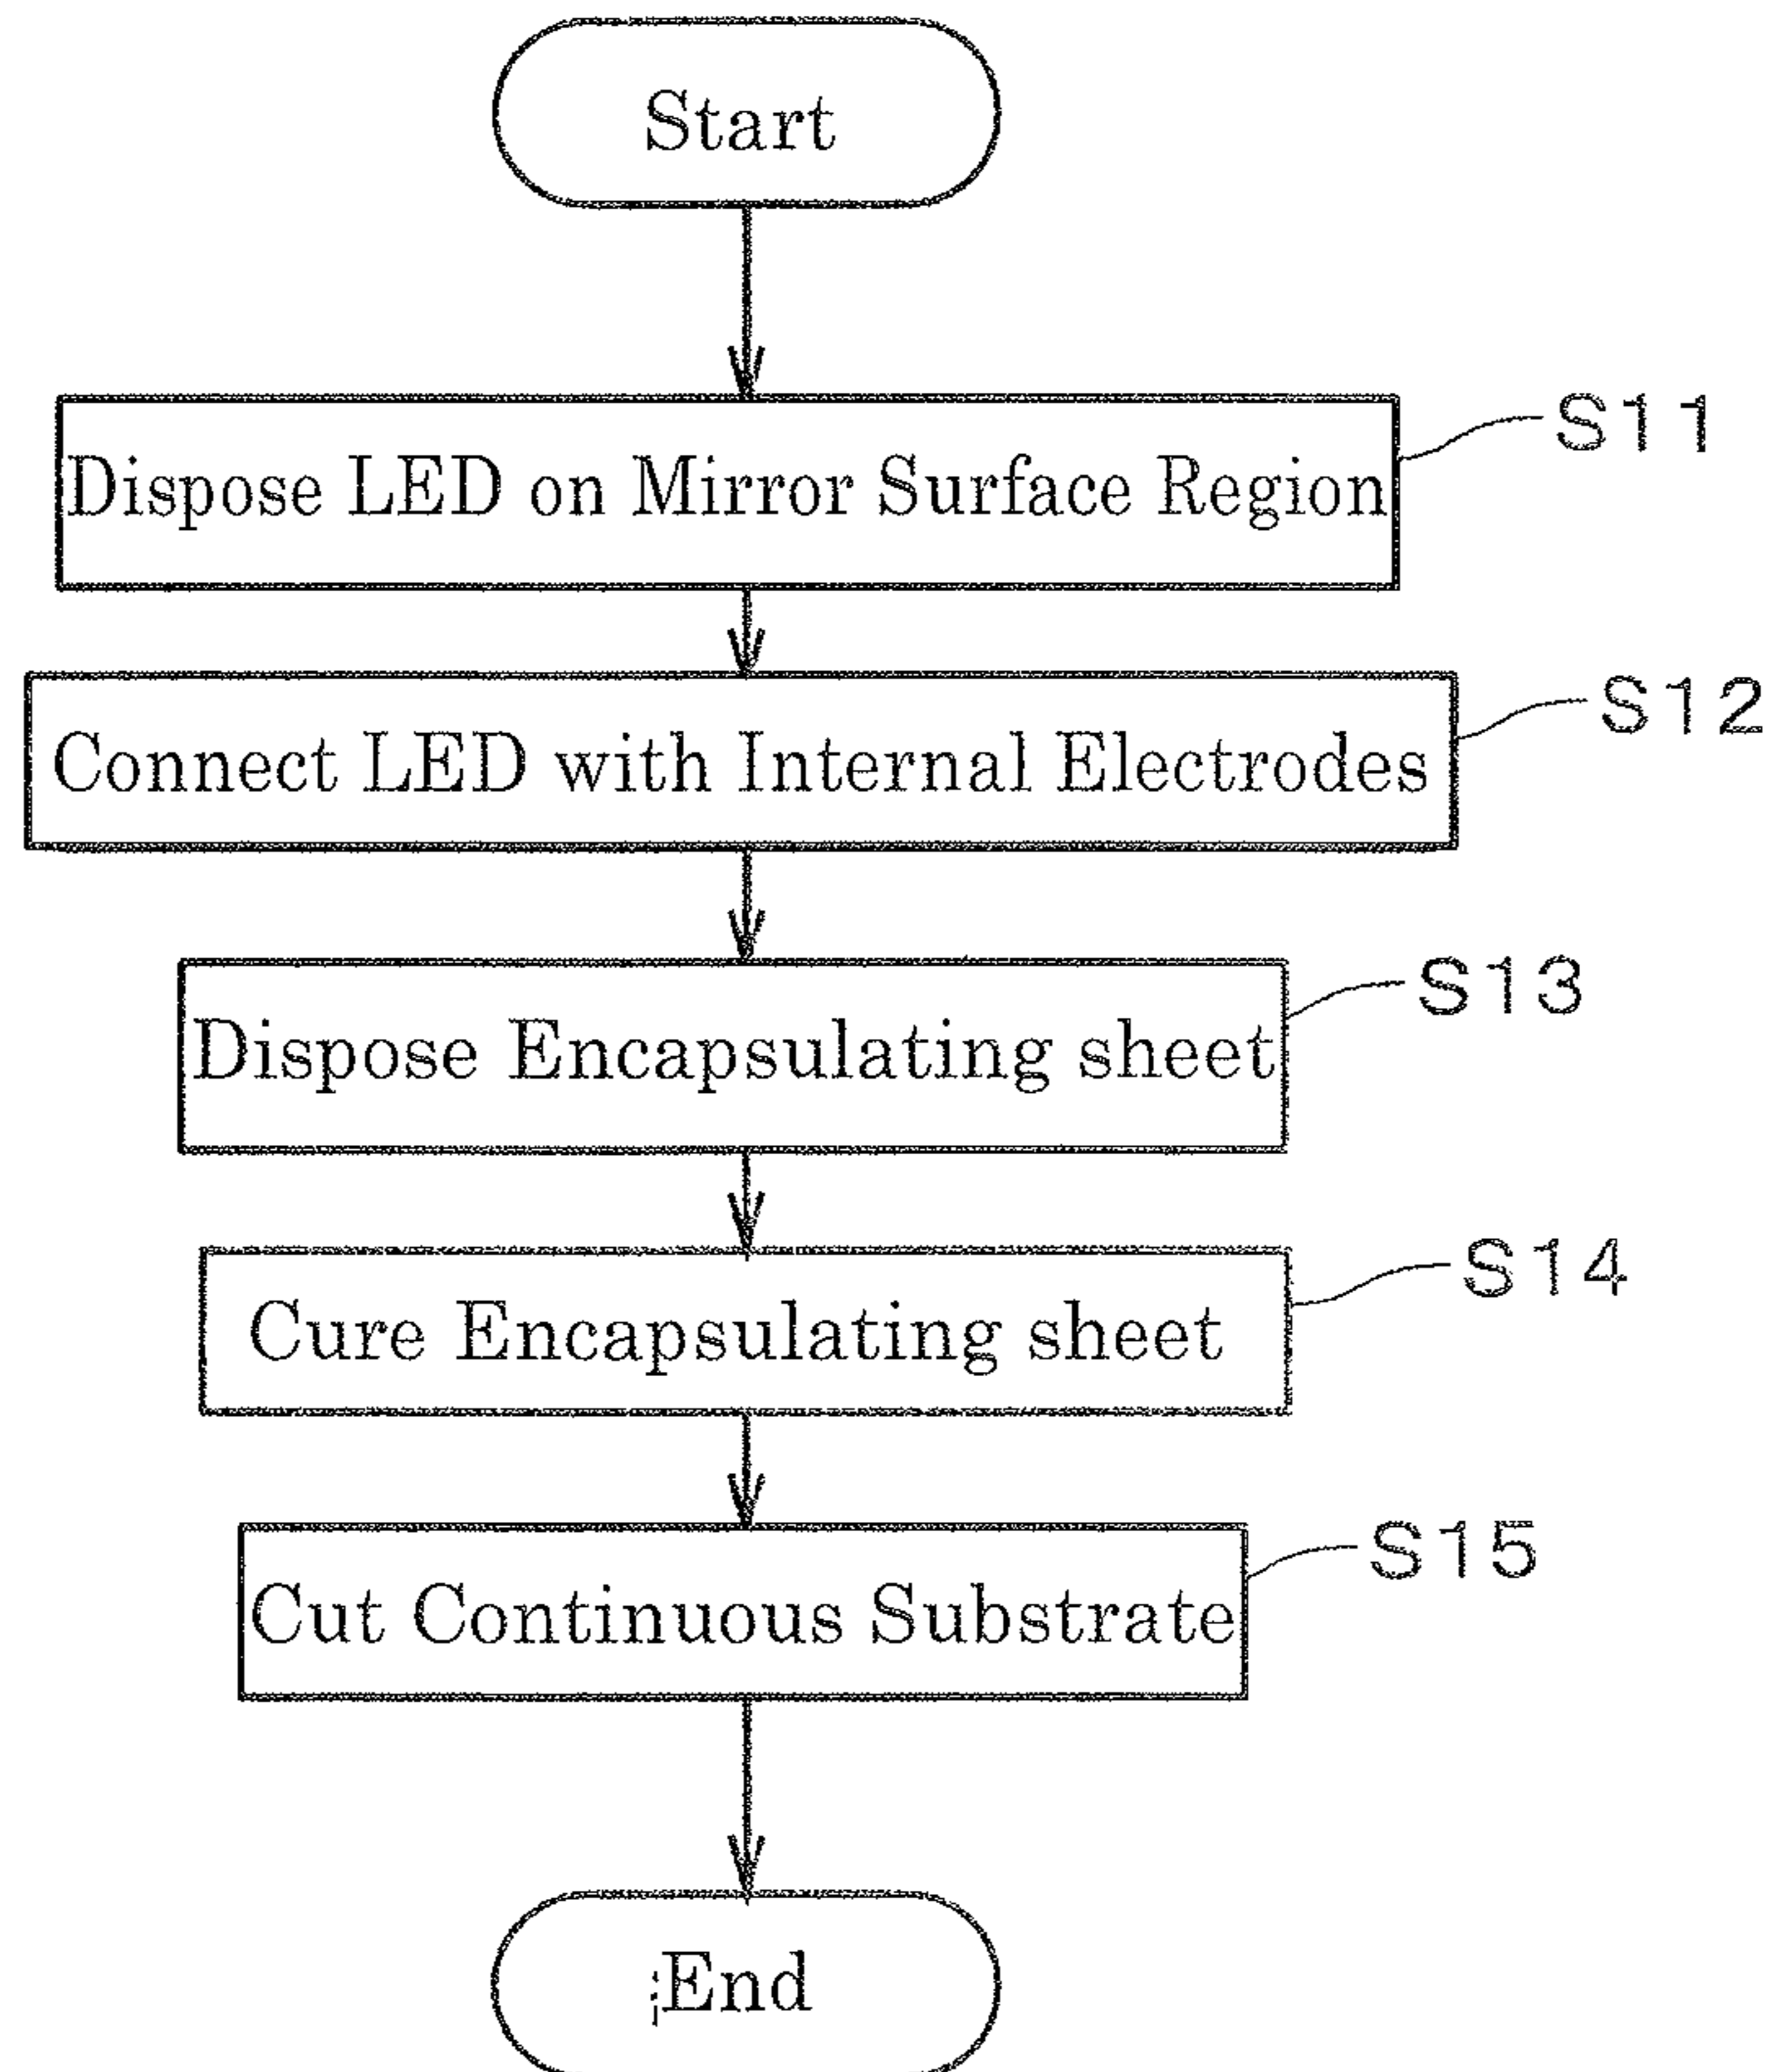 Start
Dispose LED on Mirror Surface Region
S11
Connect LED with Internal Electrodes
S12
Dispose Encapsulating sheet
S13
Cure Encapsulating sheet
S14
Cut Continuous Substrate
S15
End